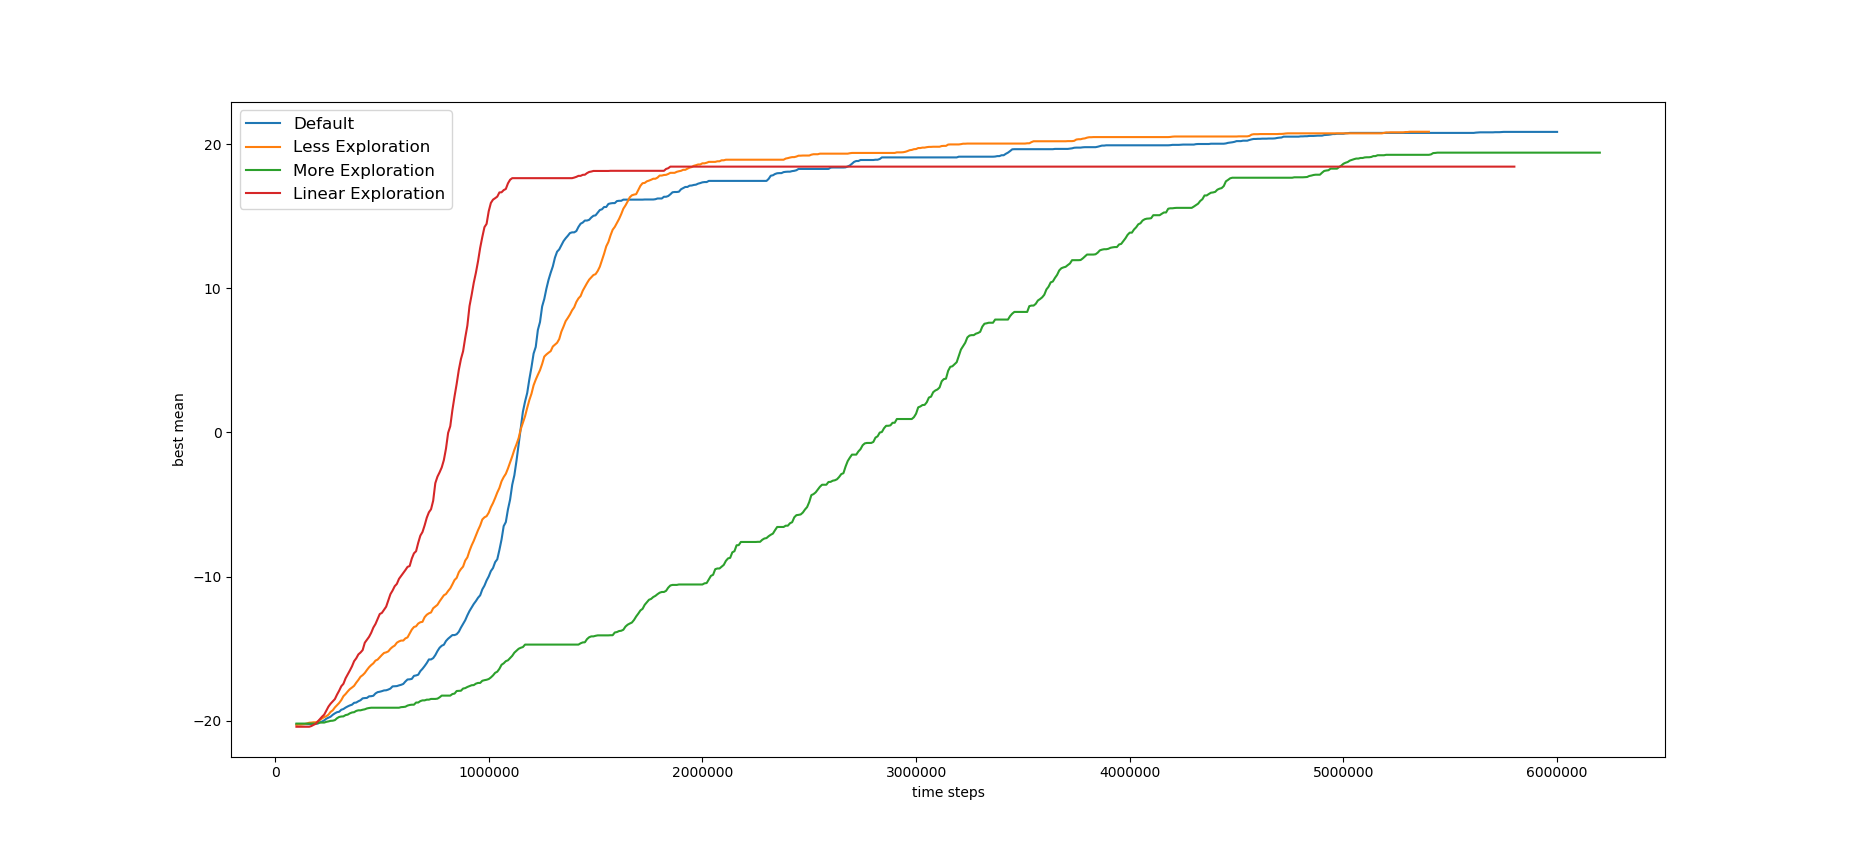 Default
Less Exploration
More Exploration
Linear Exploration
20
10
0
−10
−20
best mean
0 1000000 2000000 3000000 4000000 5000000 6000000
time steps